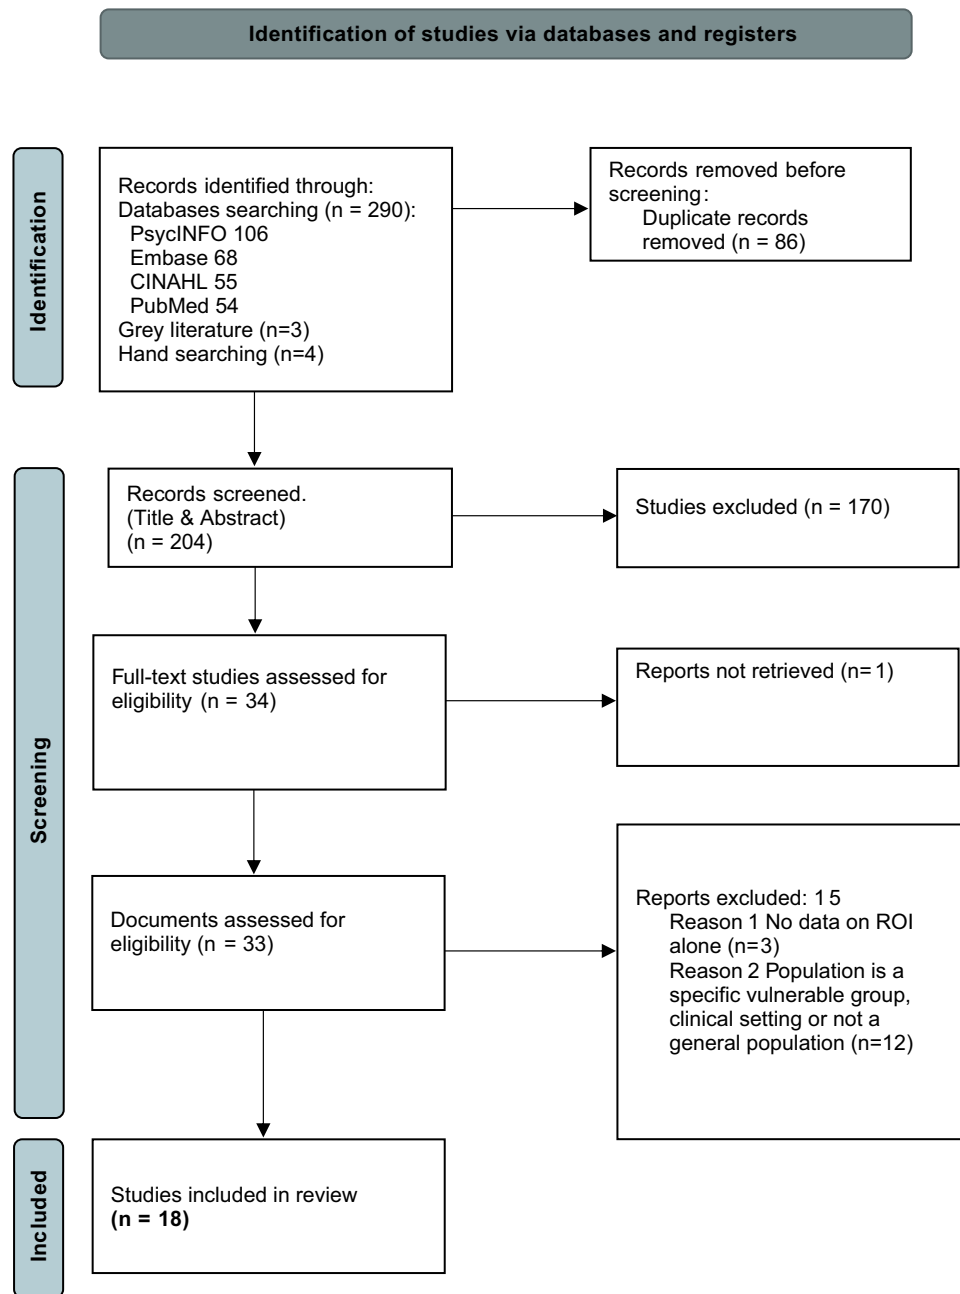 Identification of studies via databases and registers
Identification
Records identified through:
Databases searching (n = 290):
PsycINFO 106
Embase 68
CINAHL 55
PubMed 54
Grey literature (n=3)
Hand searching (n=4)
Records removed before
screening:
Duplicate records
removed (n = 86)
Screening
Records screened.
(Title & Abstract)
(n = 204)
Studies excluded (n = 170)
Full-text studies assessed for
eligibility (n = 34)
Reports not retrieved (n= 1)
Documents assessed for
eligibility (n = 33)
Reports excluded: 15
Reason 1 No data on ROI
alone (n=3)
Reason 2 Population is a
specific vulnerable group,
clinical setting or not a
general population (n=12)
Included
Studies included in review
(n = 18)